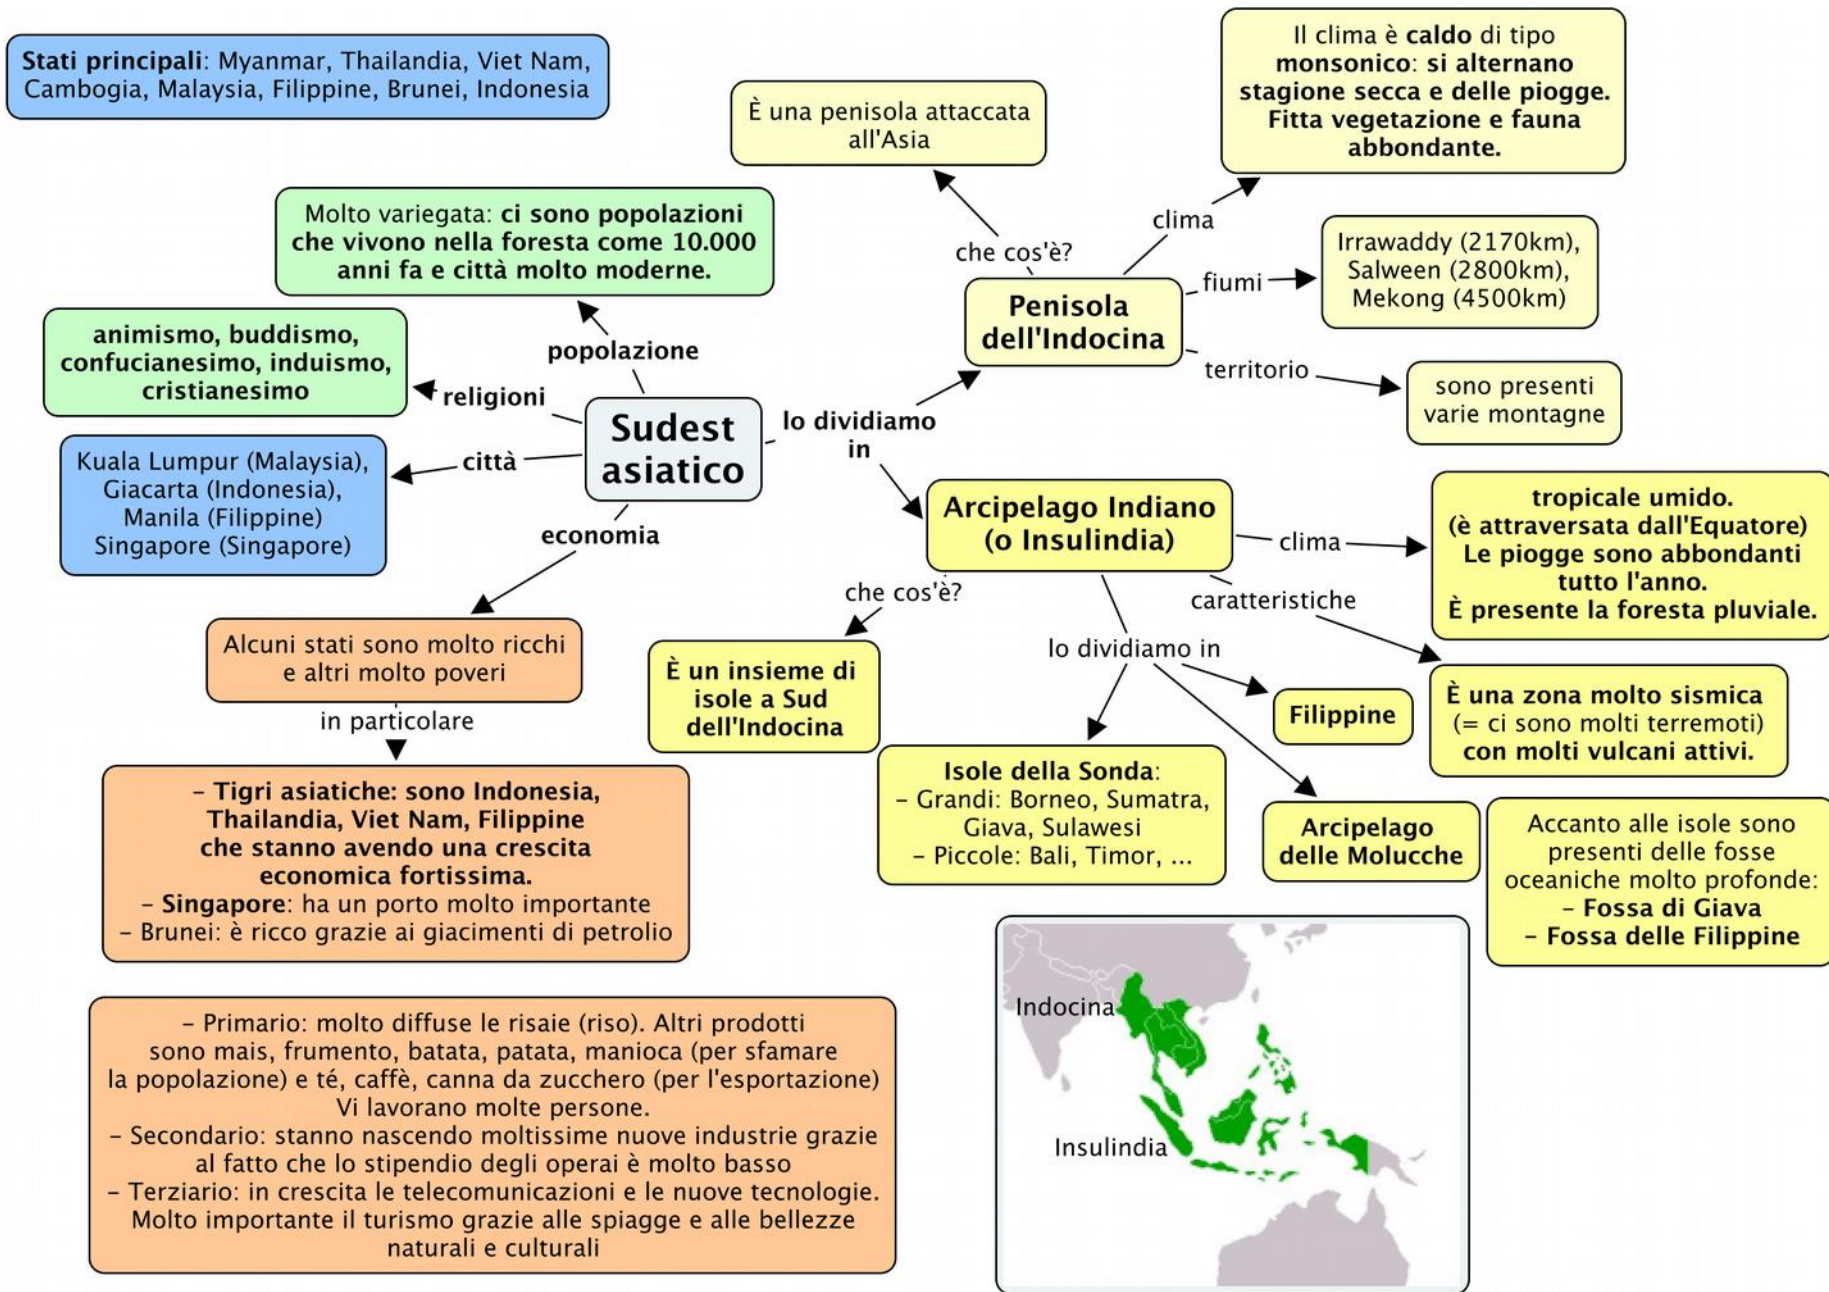 Stati principali: Myanmar, Thailandia, Viet Nam,
Cambogia, Malaysia, Filippine, Brunei, Indonesia
Molto variegata: ci sono popolazioni
che vivono nella foresta come 10.000
anni fa e città molto moderne.
popolazione
animismo, buddismo,
confucianesimo, induismo,
cristianesimo
religioni
Kuala Lumpur (Malaysia),
Giacarta (Indonesia),
Manila (Filippine)
Singapore (Singapore)
città
Sudest
asiatico
economia
Alcuni stati sono molto ricchi
e altri molto poveri
in particolare
– Tigri asiatiche: sono Indonesia,
Thailandia, Viet Nam, Filippine
che stanno avendo una crescita
economica fortissima.
– Singapore: ha un porto molto importante
– Brunei: è ricco grazie ai giacimenti di petrolio
– Primario: molto diffuse le risaie (riso). Altri prodotti
sono mais, frumento, batata, patata, manioca (per sfamare
la popolazione) e té, caffè, canna da zucchero (per l'esportazione)
Vi lavorano molte persone.
– Secondario: stanno nascendo moltissime nuove industrie grazie
al fatto che lo stipendio degli operai è molto basso
– Terziario: in crescita le telecomunicazioni e le nuove tecnologie.
Molto importante il turismo grazie alle spiagge e alle bellezze
naturali e culturali
lo dividiamo
in
È una penisola attaccata
all'Asia
che cos'è?
Il clima è caldo di tipo
monsonico: si alternano
stagione secca e delle piogge.
Fitta vegetazione e fauna
abbondante.
clima
Penisola
dell'Indocina
fiumi
Irrawaddy (2170km),
Salween (2800km),
Mekong (4500km)
territorio
sono presenti
varie montagne
Arcipelago Indiano
(o Insulindia)
clima
tropicale umido.
(è attraversata dall'Equatore)
Le piogge sono abbondanti
tutto l'anno.
È presente la foresta pluviale.
che cos'è?
È un insieme di
isole a Sud
dell'Indocina
caratteristiche
È una zona molto sismica
(= ci sono molti terremoti)
con molti vulcani attivi.
lo dividiamo in
Filippine
Isole della Sonda:
– Grandi: Borneo, Sumatra,
Giava, Sulawesi
– Piccole: Bali, Timor, ...
Arcipelago
delle Molucche
Accanto alle isole sono
presenti delle fosse
oceaniche molto profonde:
– Fossa di Giava
– Fossa delle Filippine
Indocina
Insulindia